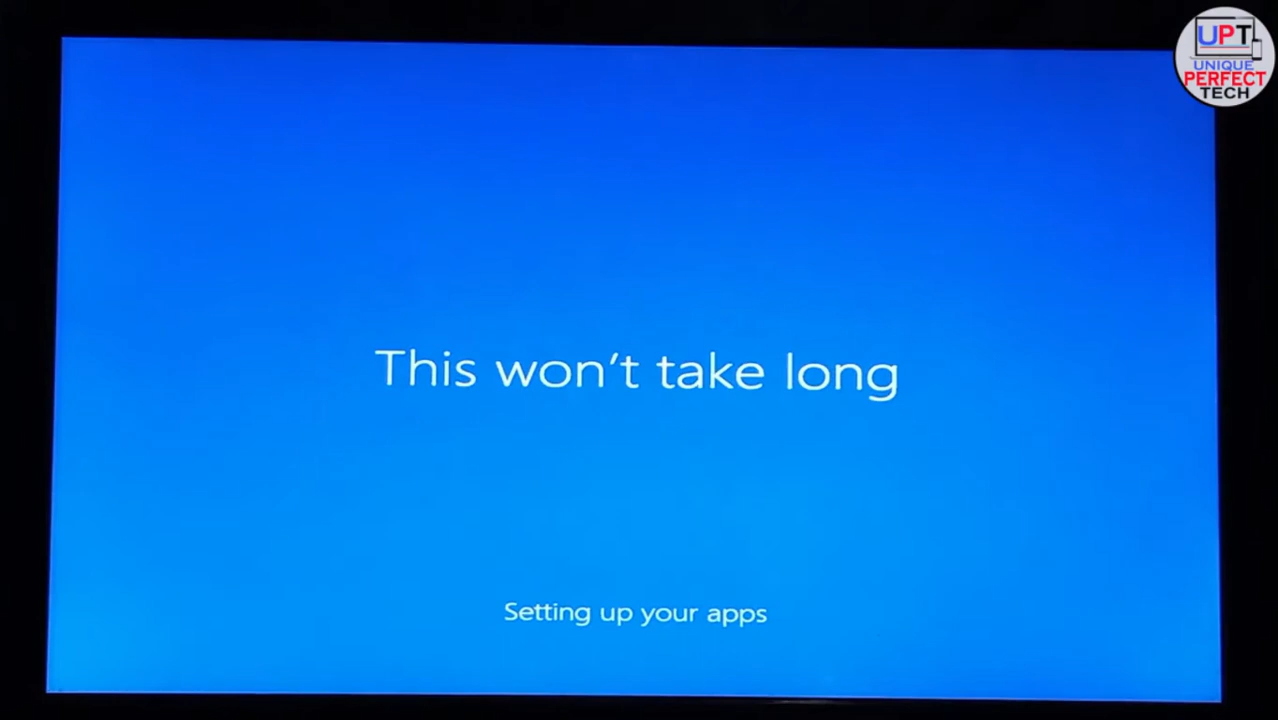 UPT
UNIQUE
PERFECT
TECH
This won't take long
Setting up your apps